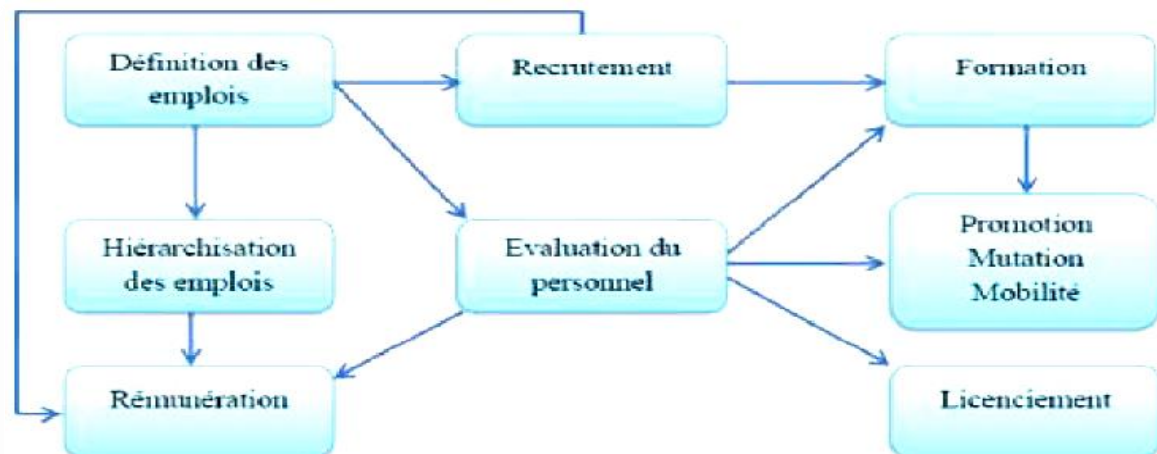 Définition des
emplois
Recrutement
Formation
Hiérarchisation
des emplois
Evaluation du
personnel
Promotion
Mutation
Mobilité
Rémunération
Licenciement